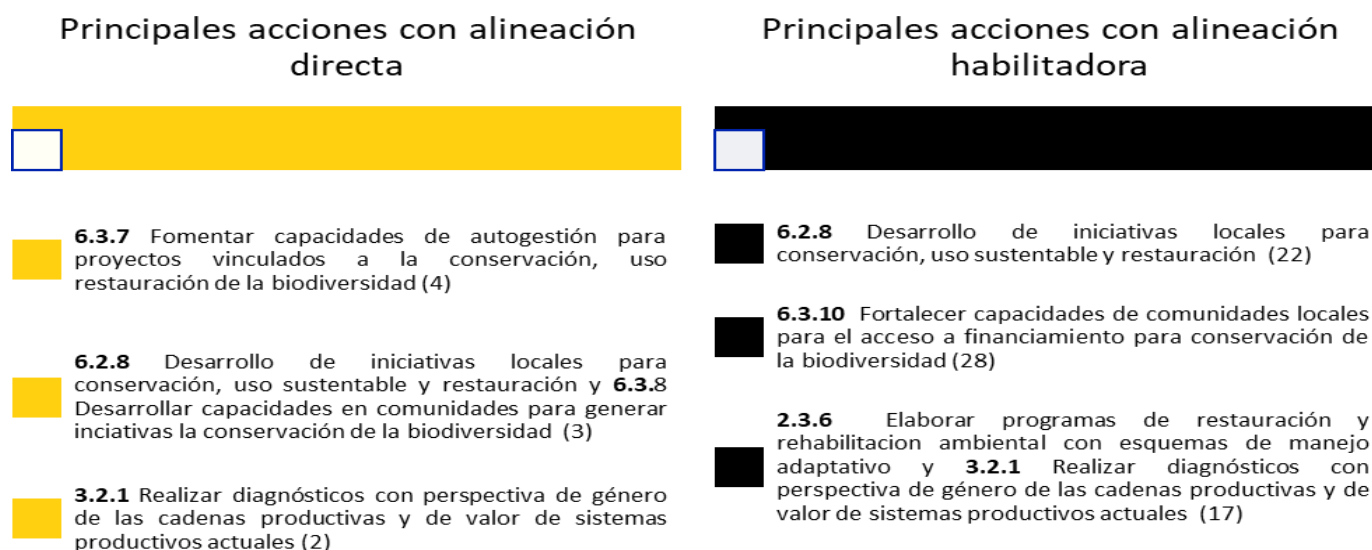 Principales acciones con alineación
directa
6.3.7 Fomentar capacidades de autogestión para
proyectos vinculados a la conservación, uso
restauración de la biodiversidad (4)
6.2.8 Desarrollo de iniciativas locales para
conservación, uso sustentable y restauración y 6.3.8
Desarrollar capacidades en comunidades para generar
inciativas la conservación de la biodiversidad (3)
3.2.1 Realizar diagnósticos con perspectiva de género
de las cadenas productivas y de valor de sistemas
productivos actuales (2)
Principales acciones con alineación
habilitadora
6.2.8 Desarrollo de iniciativas locales para
conservación, uso sustentable y restauración (22)
6.3.10 Fortalecer capacidades de comunidades locales
para el acceso a financiamiento para conservación de
la biodiversidad (28)
2.3.6 Elaborar programas de restauración y
rehabilitacion ambiental con esquemas de manejo
adaptativo y 3.2.1 Realizar diagnósticos con
perspectiva de género de las cadenas productivas y de
valor de sistemas productivos actuales (17)